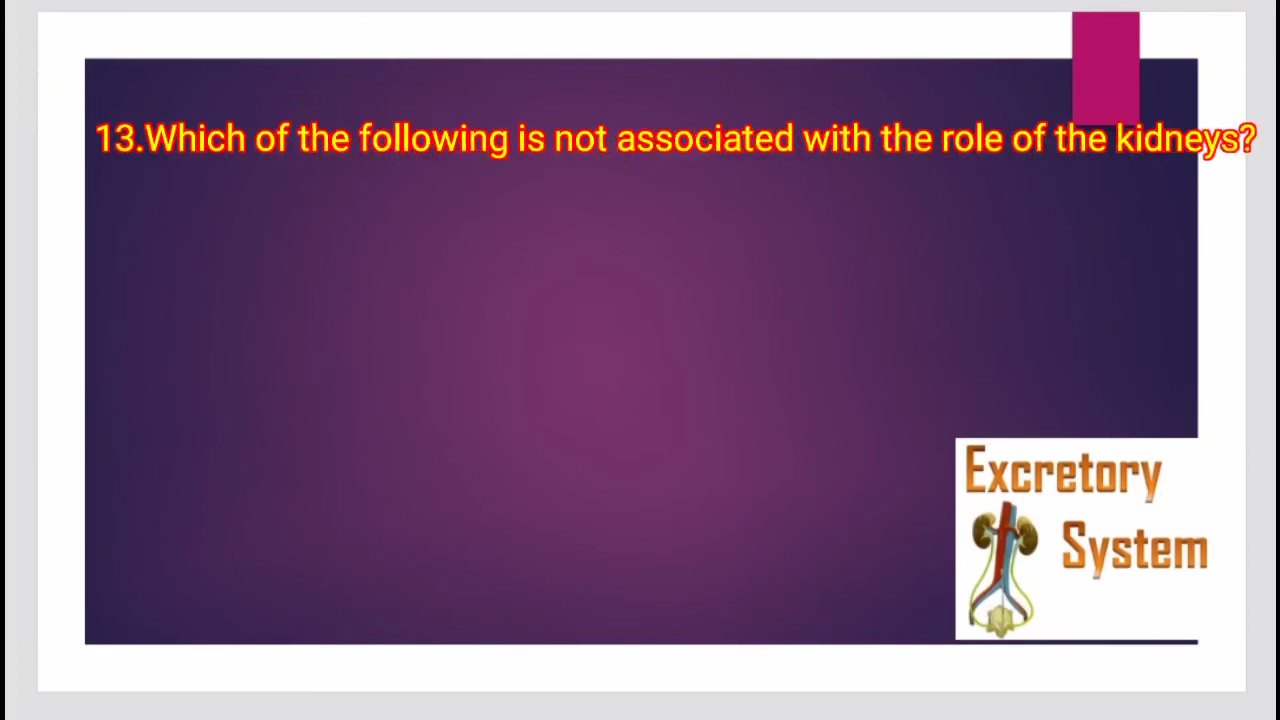 13.Which of the following is not associated with the role of the kidneys?
Excretory
System